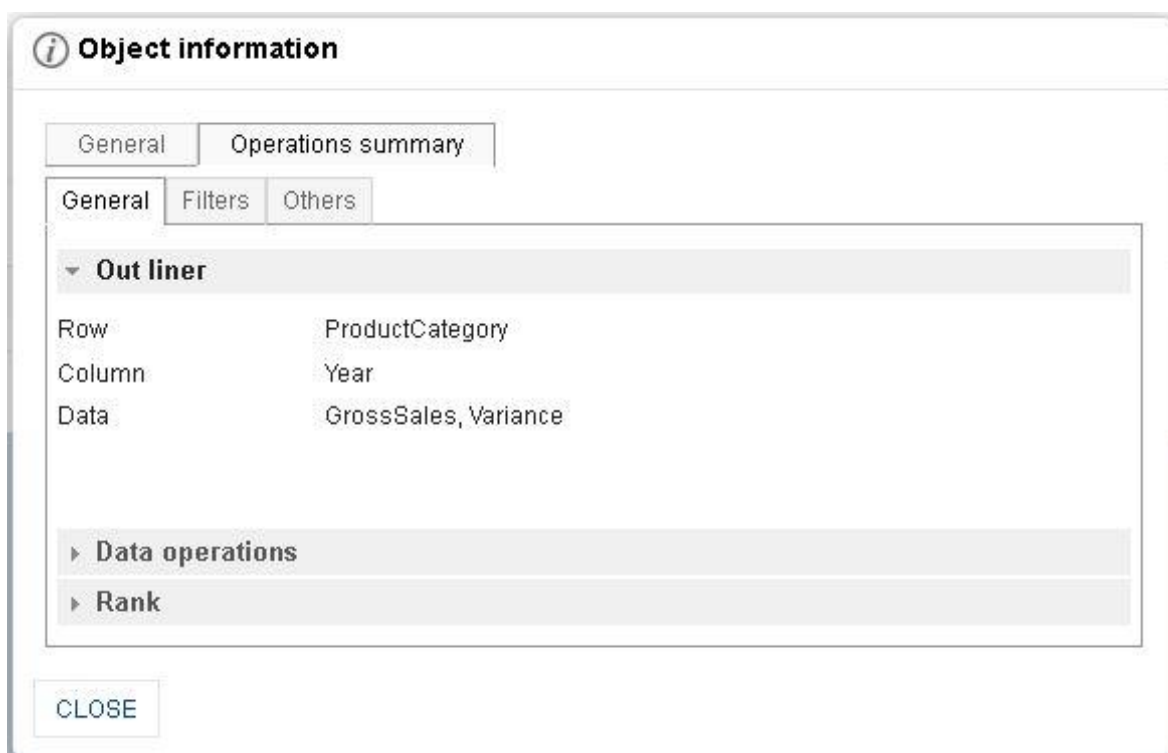 Object information
General Operations summary
General Filters Others
Out liner
Row ProductCategory
Column Year
Data GrossSales, Variance
Data operations
Rank
CLOSE